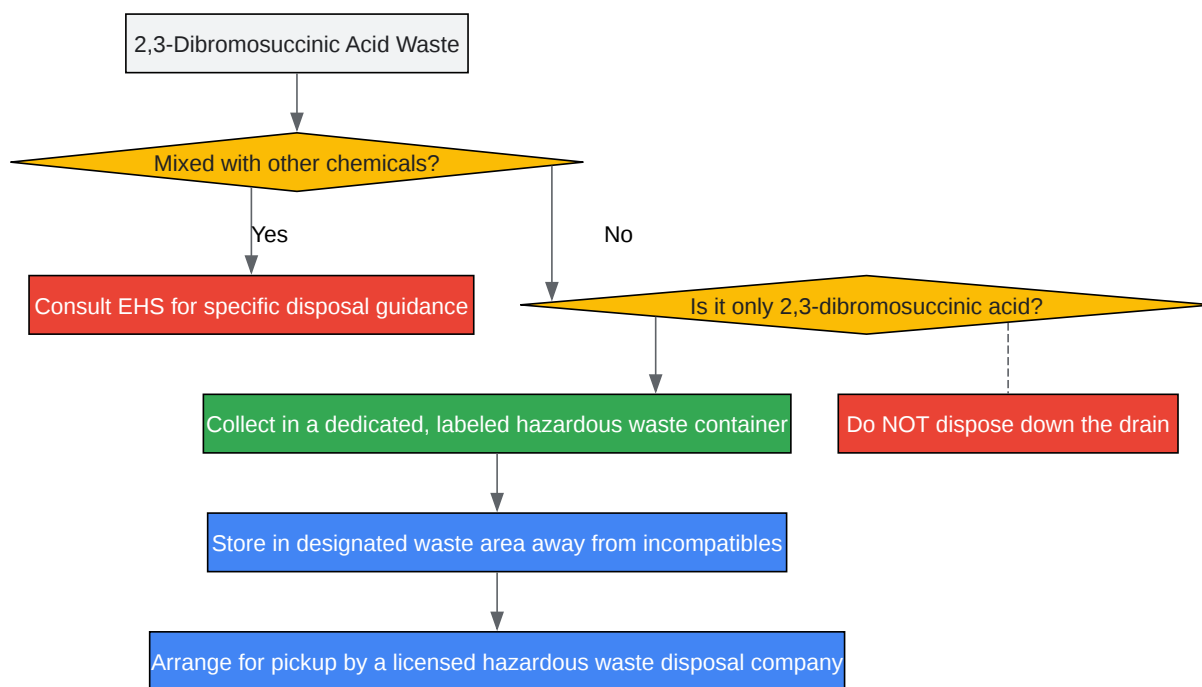 2,3-Dibromosuccinic Acid Waste
Mixed with other chemicals?
Yes
No
Consult EHS for specific disposal guidance
Is it only 2,3-dibromosuccinic acid?
Collect in a dedicated, labeled hazardous waste container
Do NOT dispose down the drain
Store in designated waste area away from incompatibles
Arrange for pickup by a licensed hazardous waste disposal company